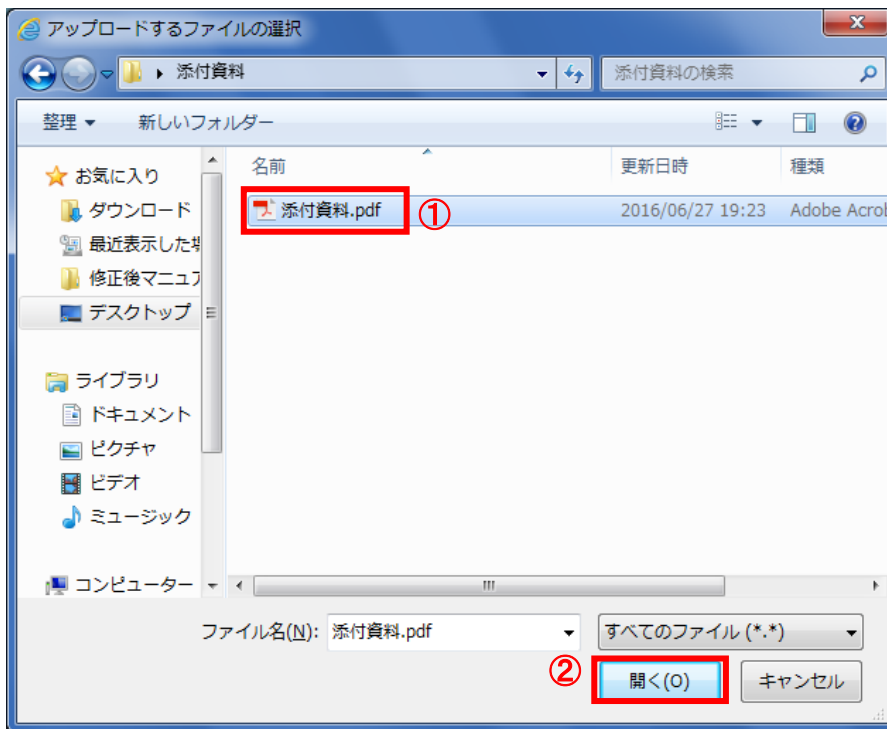 アップロードするファイルの選択
添付資料
添付資料の検索
整理
新しいフォルダー
名前
更新日時
種類
お気に入り
ダウンロード
最近表示した場
修正後マニュア
デスクトップ
ライブラリ
ドキュメント
ピクチャ
ビデオ
ミュージック
コンピューター
添付資料.pdf
①
2016/06/27 19:23
Adobe Acrol
ファイル名(N):
添付資料.pdf
すべてのファイル (*.*)
②
開く(O)
キャンセル